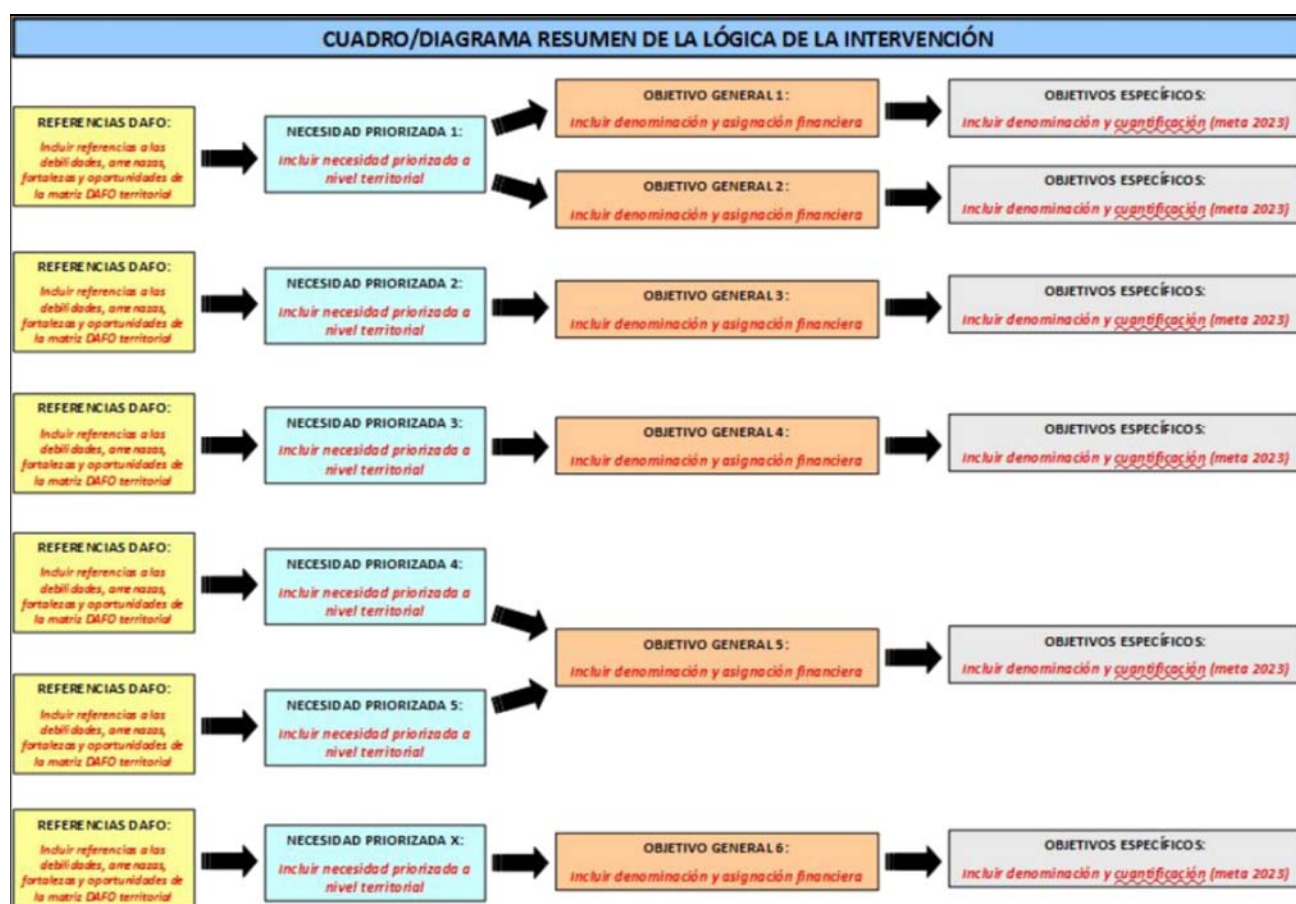 CUADRO/DIAGRAMA RESUMEN DE LA LÓGICA DE LA INTERVENCIÓN
REFERENCIAS DAFO:
Incluir referencias a las
debilidades, amenazas,
fortalezas y oportunidades de
la matriz DAFO territorial
NECESIDAD PRIORIZADA 1:
Incluir necesidad priorizada a
nivel territorial
OBJETIVO GENERAL 1:
Incluir denominación y asignación financiera
OBJETIVOS ESPECÍFICOS:
Incluir denominación y cuantificación (meta 2023)
OBJETIVO GENERAL 2:
Incluir denominación y asignación financiera
OBJETIVOS ESPECÍFICOS:
Incluir denominación y cuantificación (meta 2023)
REFERENCIAS DAFO:
Incluir referencias a las
debilidades, amenazas,
fortalezas y oportunidades de
la matriz DAFO territorial
NECESIDAD PRIORIZADA 2:
Incluir necesidad priorizada a
nivel territorial
OBJETIVO GENERAL 3:
Incluir denominación y asignación financiera
OBJETIVOS ESPECÍFICOS:
Incluir denominación y cuantificación (meta 2023)
REFERENCIAS DAFO:
Incluir referencias a las
debilidades, amenazas,
fortalezas y oportunidades de
la matriz DAFO territorial
NECESIDAD PRIORIZADA 3:
Incluir necesidad priorizada a
nivel territorial
OBJETIVO GENERAL 4:
Incluir denominación y asignación financiera
OBJETIVOS ESPECÍFICOS:
Incluir denominación y cuantificación (meta 2023)
REFERENCIAS DAFO:
Incluir referencias a las
debilidades, amenazas,
fortalezas y oportunidades de
la matriz DAFO territorial
NECESIDAD PRIORIZADA 4:
Incluir necesidad priorizada a
nivel territorial
REFERENCIAS DAFO:
Incluir referencias a las
debilidades, amenazas,
fortalezas y oportunidades de
la matriz DAFO territorial
NECESIDAD PRIORIZADA 5:
Incluir necesidad priorizada a
nivel territorial
OBJETIVO GENERAL 5:
Incluir denominación y asignación financiera
OBJETIVOS ESPECÍFICOS:
Incluir denominación y cuantificación (meta 2023)
REFERENCIAS DAFO:
Incluir referencias a las
debilidades, amenazas,
fortalezas y oportunidades de
la matriz DAFO territorial
NECESIDAD PRIORIZADA X:
Incluir necesidad priorizada a
nivel territorial
OBJETIVO GENERAL 6:
Incluir denominación y asignación financiera
OBJETIVOS ESPECÍFICOS:
Incluir denominación y cuantificación (meta 2023)